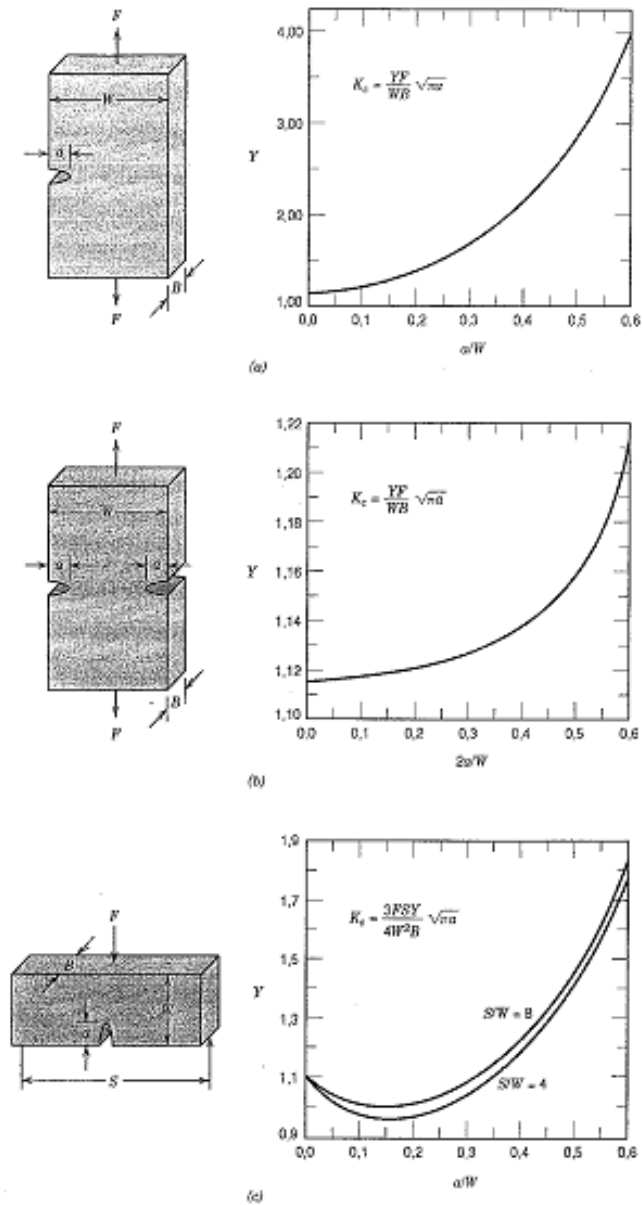 F
W
a
B
F
Y
4,00
3,00
2,00
1,00
K_c = YF/WB √πa
0,0 0,1 0,2 0,3 0,4 0,5 0,6
a/W
(a)
F
W
a a
B
F
Y
1,22
1,20
1,18
1,16
1,14
1,12
1,10
K_c = YF/WB √πa
0,0 0,1 0,2 0,3 0,4 0,5 0,6
2a/W
(b)
F
B
a
S
Y
1,9
1,7
1,5
1,3
1,1
0,9
K_c = 3FSY/4W²B √πa
S/W = 8
S/W = 4
0,0 0,1 0,2 0,3 0,4 0,5 0,6
a/W
(c)